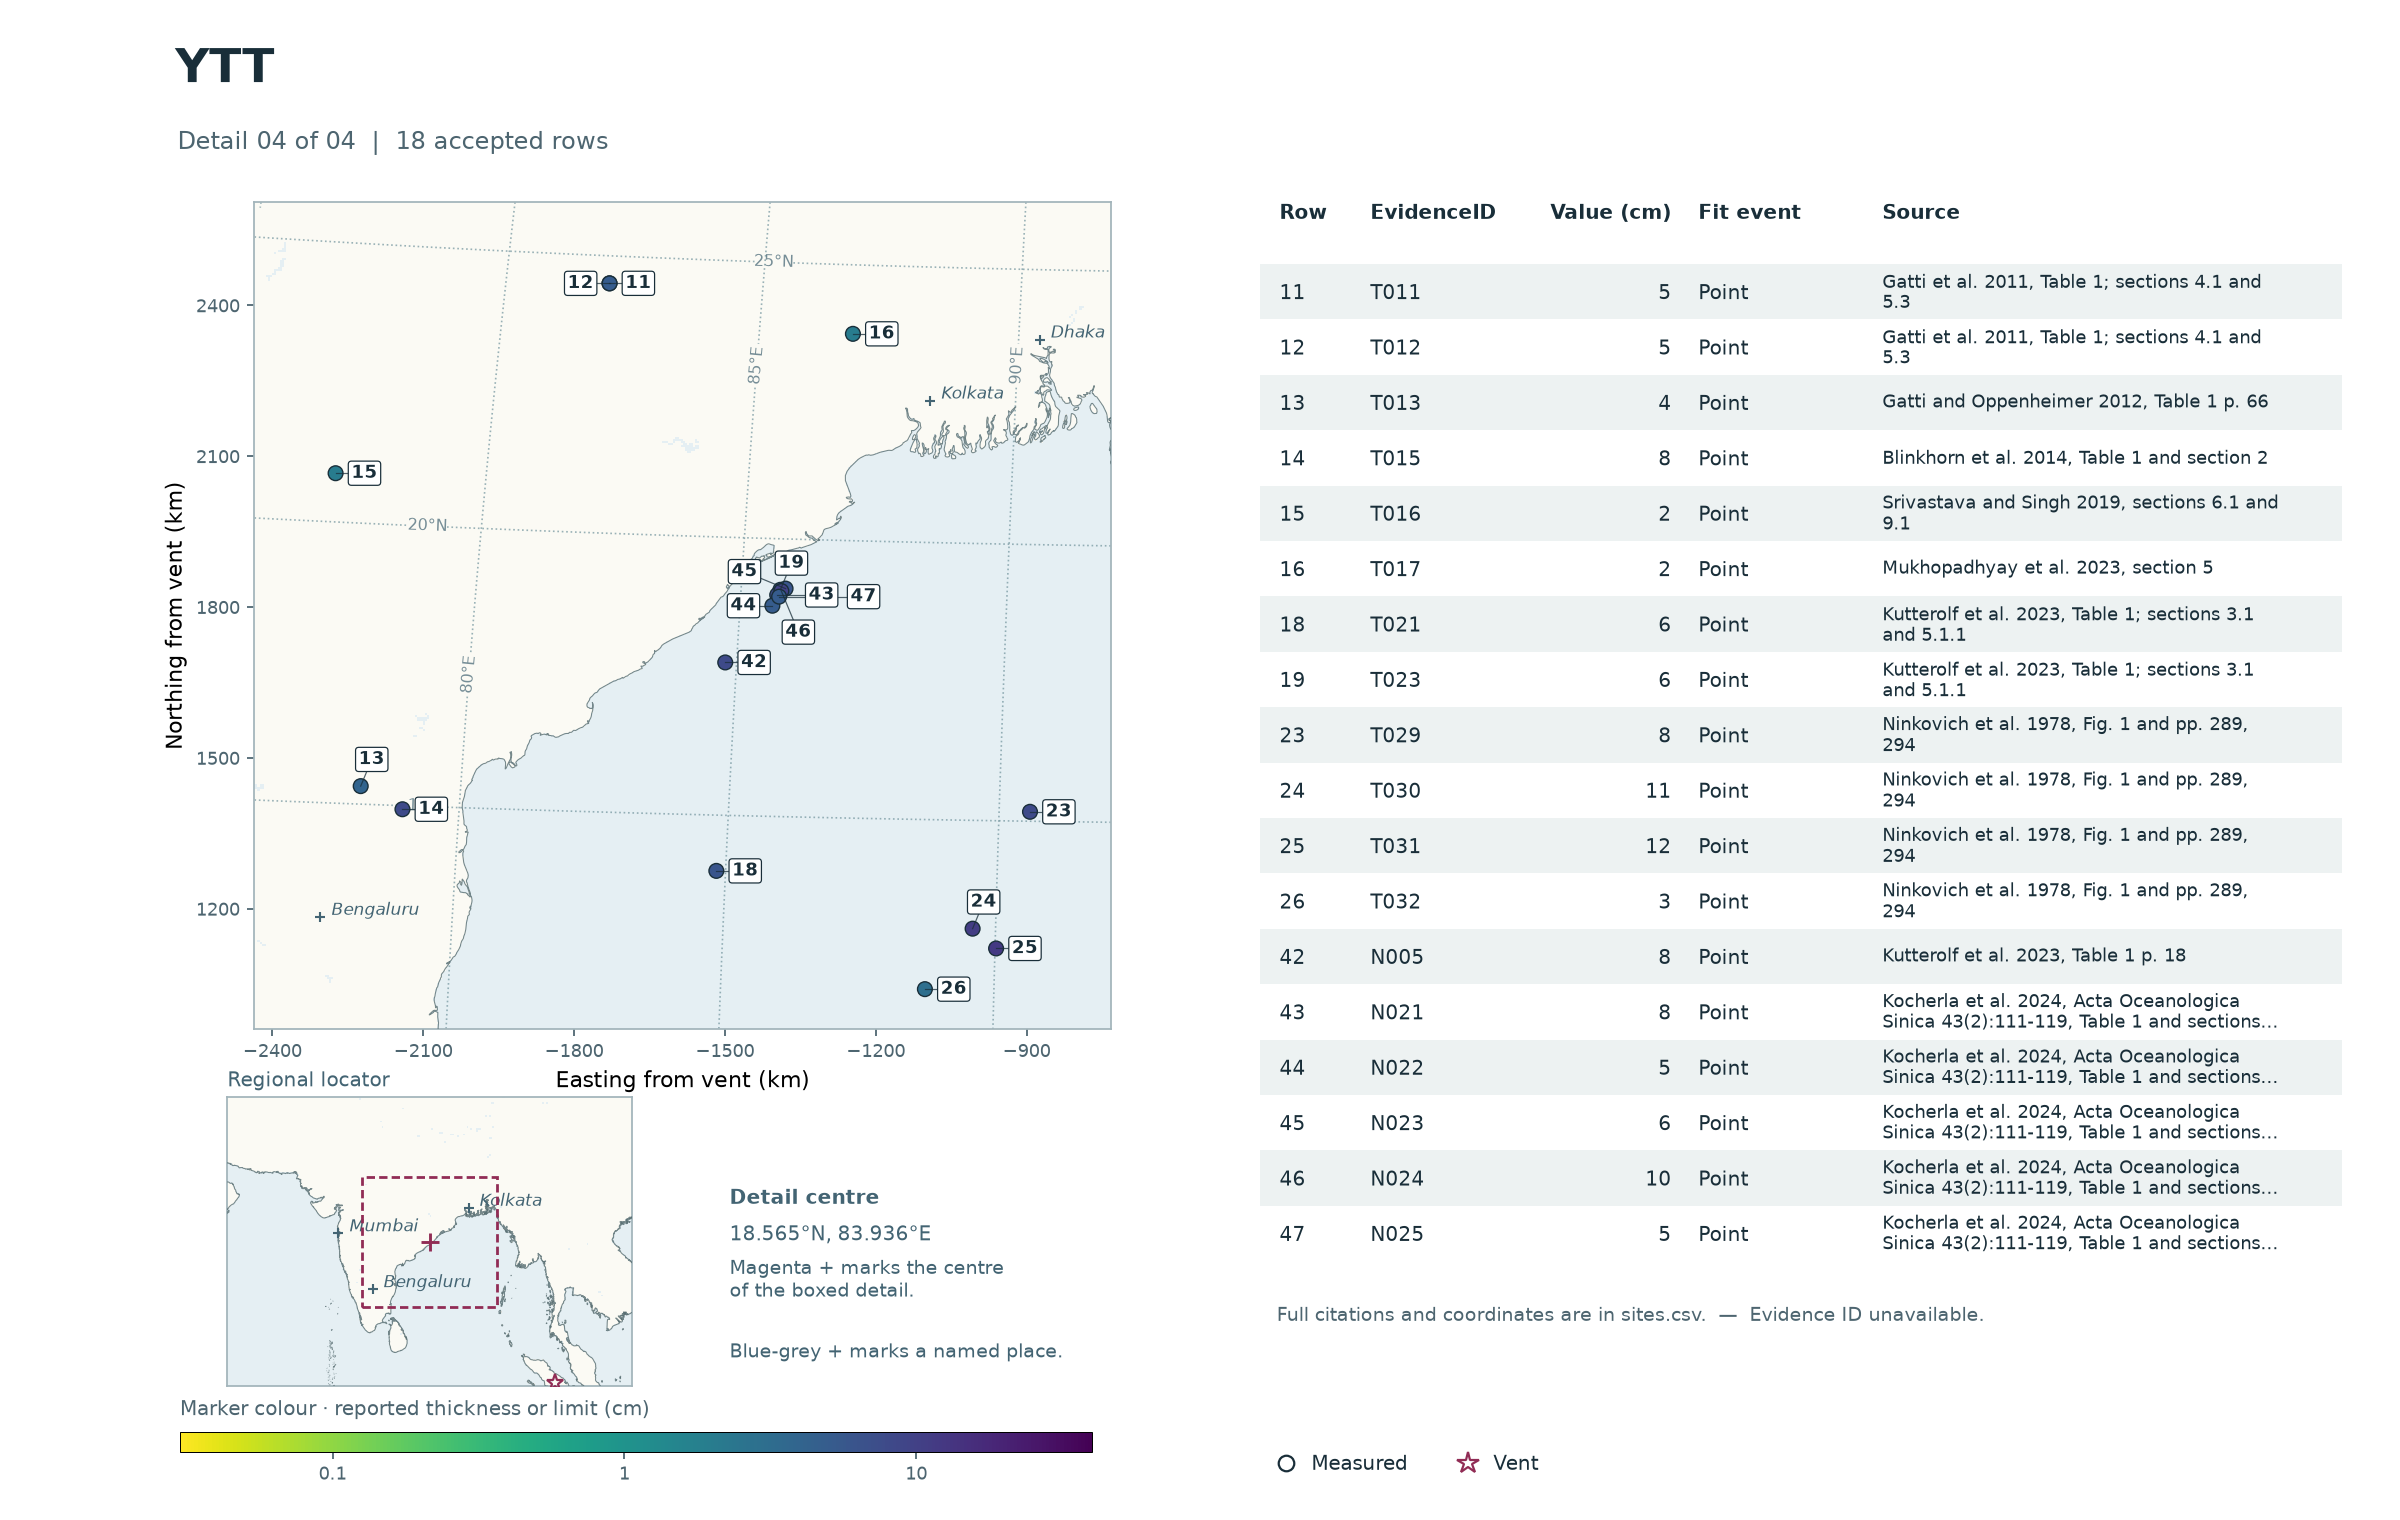 YTT
Detail 04 of 04 | 18 accepted rows
25°N
12
11
16
Dhaka
85°E
90°E
Kolkata
15
20°N
19
45
43
47
44
46
42
80°E
13
14
23
18
24
25
26
Bengaluru
2400
2100
1800
1500
1200
Northing from vent (km)
−2400
−2100
−1800
−1500
−1200
−900
Easting from vent (km)
Regional locator
Kolkata
Mumbai
Bengaluru
Detail centre
18.565°N, 83.936°E
Magenta + marks the centre
of the boxed detail.
Blue-grey + marks a named place.
Marker colour · reported thickness or limit (cm)
0.1
1
10
Row EvidenceID Value (cm) Fit event Source
11 T011 5 Point Gatti et al. 2011, Table 1; sections 4.1 and
5.3
12 T012 5 Point Gatti et al. 2011, Table 1; sections 4.1 and
5.3
13 T013 4 Point Gatti and Oppenheimer 2012, Table 1 p. 66
14 T015 8 Point Blinkhorn et al. 2014, Table 1 and section 2
15 T016 2 Point Srivastava and Singh 2019, sections 6.1 and
9.1
16 T017 2 Point Mukhopadhyay et al. 2023, section 5
18 T021 6 Point Kutterolf et al. 2023, Table 1; sections 3.1
and 5.1.1
19 T023 6 Point Kutterolf et al. 2023, Table 1; sections 3.1
and 5.1.1
23 T029 8 Point Ninkovich et al. 1978, Fig. 1 and pp. 289,
294
24 T030 11 Point Ninkovich et al. 1978, Fig. 1 and pp. 289,
294
25 T031 12 Point Ninkovich et al. 1978, Fig. 1 and pp. 289,
294
26 T032 3 Point Ninkovich et al. 1978, Fig. 1 and pp. 289,
294
42 N005 8 Point Kutterolf et al. 2023, Table 1 p. 18
43 N021 8 Point Kocherla et al. 2024, Acta Oceanologica
Sinica 43(2):111-119, Table 1 and sections…
44 N022 5 Point Kocherla et al. 2024, Acta Oceanologica
Sinica 43(2):111-119, Table 1 and sections…
45 N023 6 Point Kocherla et al. 2024, Acta Oceanologica
Sinica 43(2):111-119, Table 1 and sections…
46 N024 10 Point Kocherla et al. 2024, Acta Oceanologica
Sinica 43(2):111-119, Table 1 and sections…
47 N025 5 Point Kocherla et al. 2024, Acta Oceanologica
Sinica 43(2):111-119, Table 1 and sections…
Full citations and coordinates are in sites.csv. — Evidence ID unavailable.
Measured
Vent